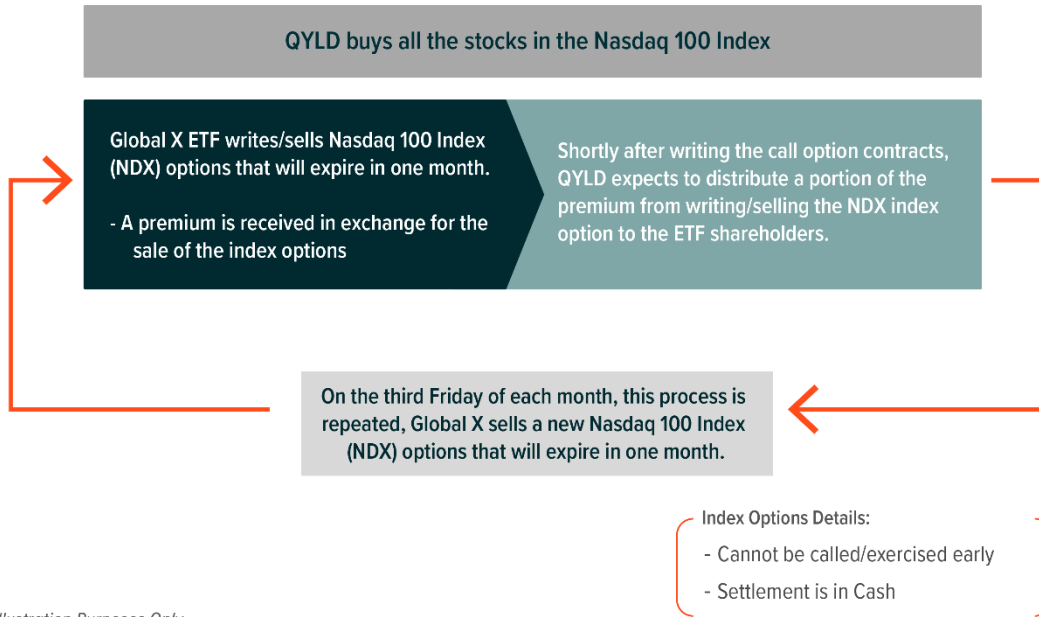 QYLD buys all the stocks in the Nasdaq 100 Index
Global X ETF writes/sells Nasdaq 100 Index
(NDX) options that will expire in one month.
- A premium is received in exchange for the
sale of the index options
Shortly after writing the call option contracts,
QYLD expects to distribute a portion of the
premium from writing/selling the NDX index
option to the ETF shareholders.
On the third Friday of each month, this process is
repeated, Global X sells a new Nasdaq 100 Index
(NDX) options that will expire in one month.
Index Options Details:
- Cannot be called/exercised early
- Settlement is in Cash
Purposes Only